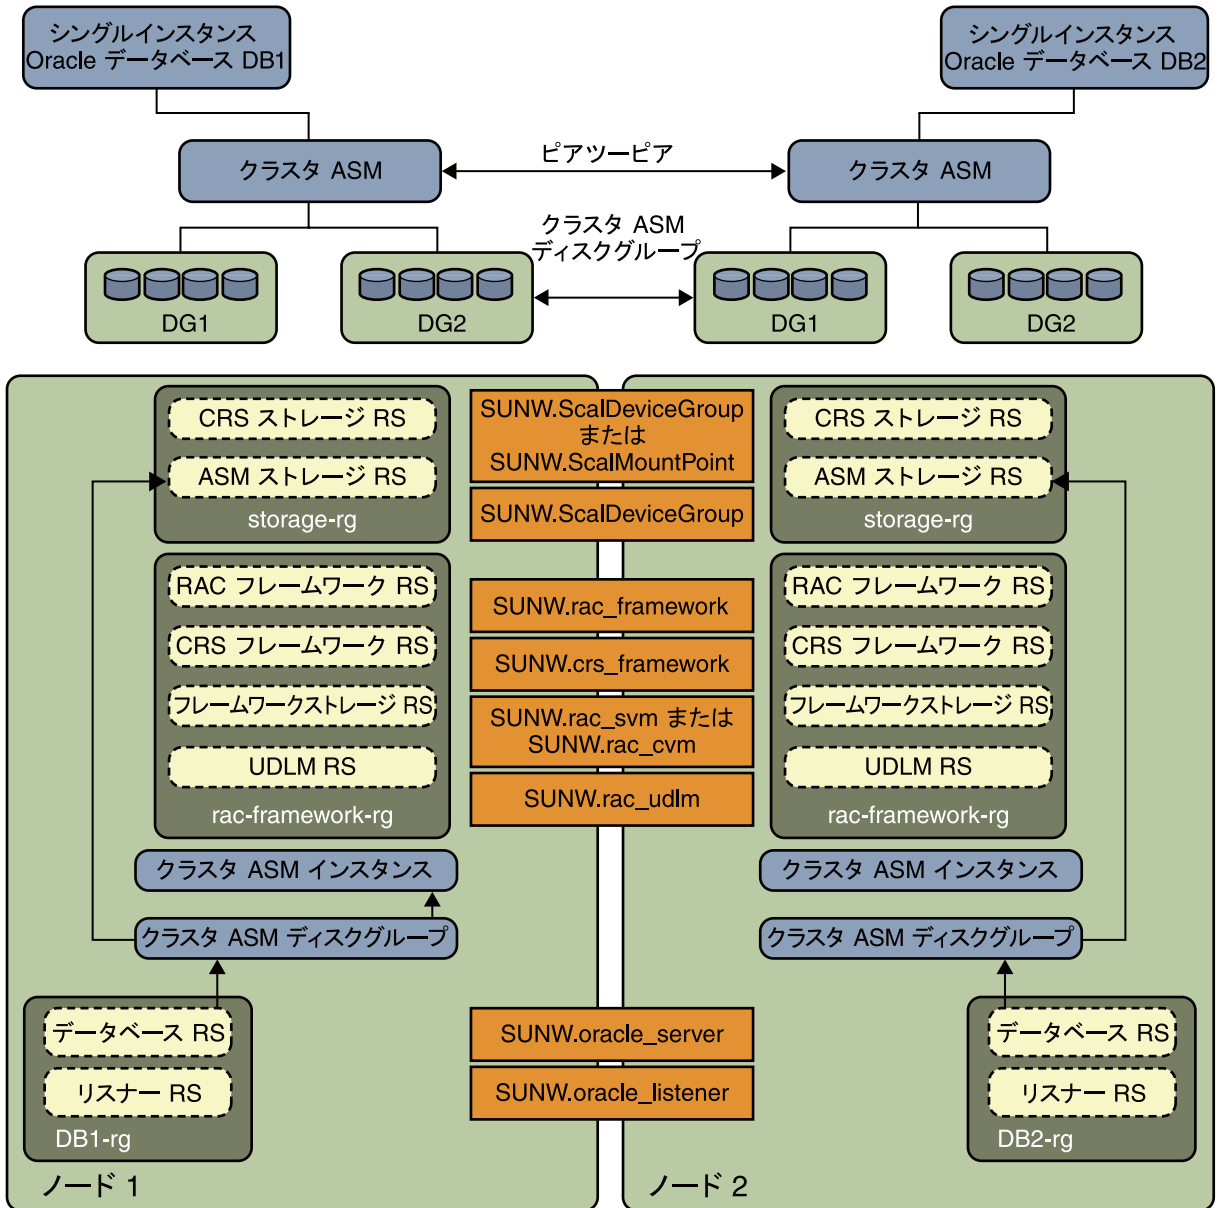 シングルインスタンス
Oracle データベース DB1
シングルインスタンス
Oracle データベース DB2
クラスタ ASM
ピアツーピア
クラスタ ASM
クラスタ ASM
ディスクグループ
DG1
DG2
DG1
DG2
CRS ストレージ RS
ASM ストレージ RS
storage-rg
SUNW.ScalDeviceGroup
または
SUNW.ScalMountPoint
SUNW.ScalDeviceGroup
CRS ストレージ RS
ASM ストレージ RS
storage-rg
RAC フレームワーク RS
CRS フレームワーク RS
フレームワークストレージ RS
UDLM RS
rac-framework-rg
SUNW.rac_framework
SUNW.crs_framework
SUNW.rac_svm または
SUNW.rac_cvm
SUNW.rac_udlm
RAC フレームワーク RS
CRS フレームワーク RS
フレームワークストレージ RS
UDLM RS
rac-framework-rg
クラスタ ASM インスタンス
クラスタ ASM ディスクグループ
クラスタ ASM インスタンス
クラスタ ASM ディスクグループ
データベース RS
リスナー RS
DB1-rg
SUNW.oracle_server
SUNW.oracle_listener
データベース RS
リスナー RS
DB2-rg
ノード 1
ノード 2